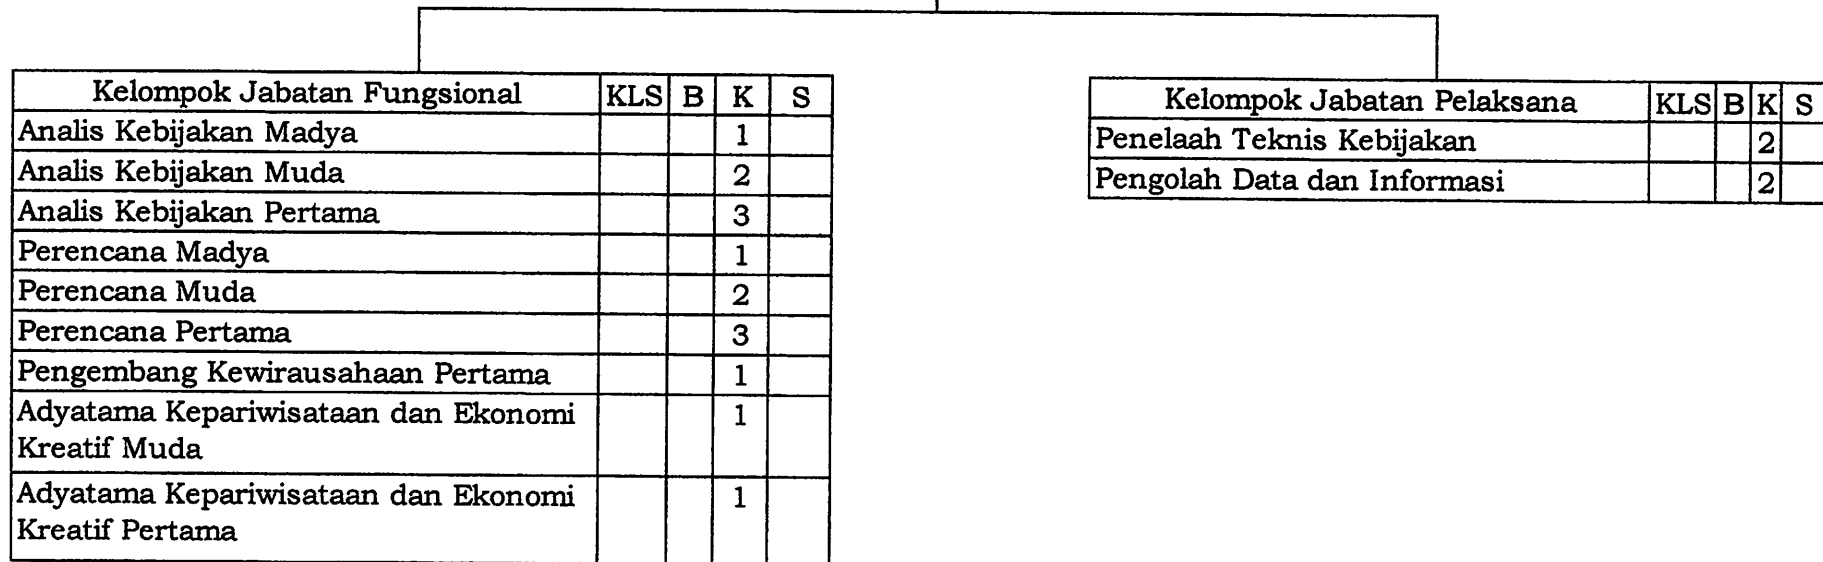 Kelompok Jabatan Fungsional KLS B K S
Analis Kebijakan Madya 1
Analis Kebijakan Muda 2
Analis Kebijakan Pertama 3
Perencana Madya 1
Perencana Muda 2
Perencana Pertama 3
Pengembang Kewirausahaan Pertama 1
Adyatama Kepariwisataan dan Ekonomi 1
Kreatif Muda
Adyatama Kepariwisataan dan Ekonomi 1
Kreatif Pertama
Kelompok Jabatan Pelaksana KLS B K S
Penelaah Teknis Kebijakan 2
Pengolah Data dan Informasi 2